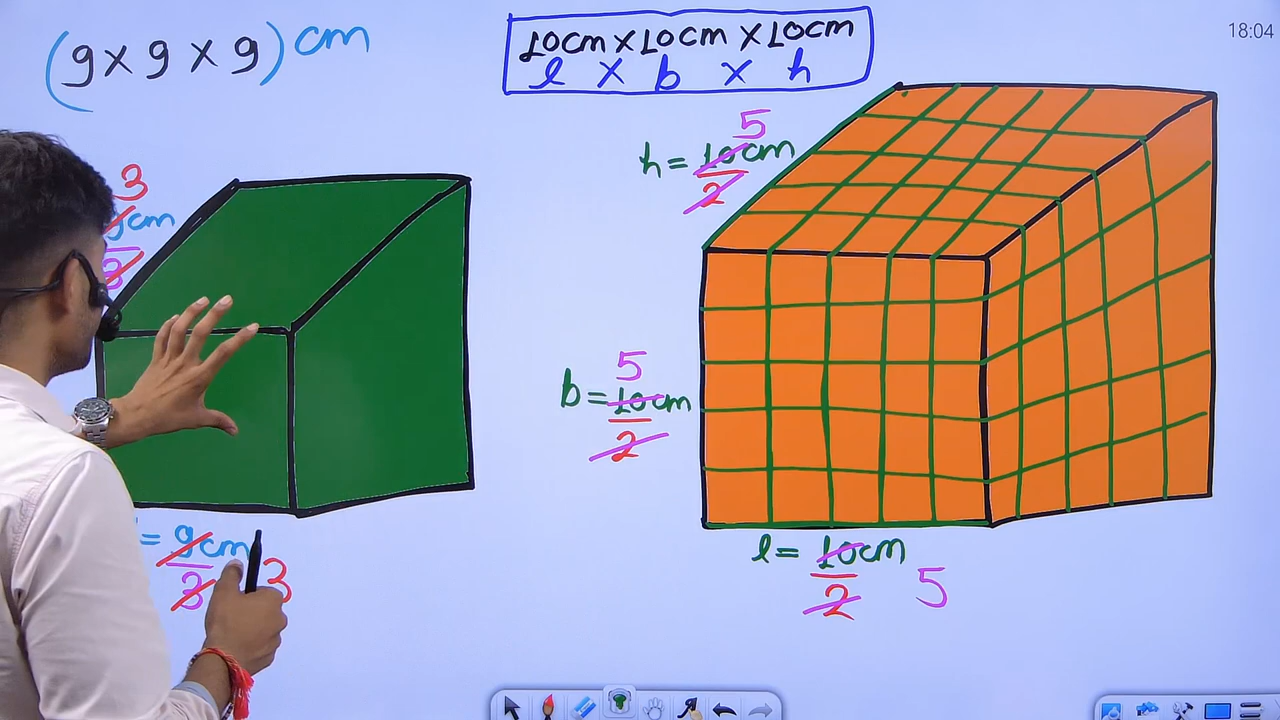 (9 x 9 x 9) cm
10cm x 10cm x 10cm
l x b x h
18:04
5
h = 10cm
2
3
9cm
3
5
b = 10cm
2
= 9cm
3 3
l = 10cm
2 5